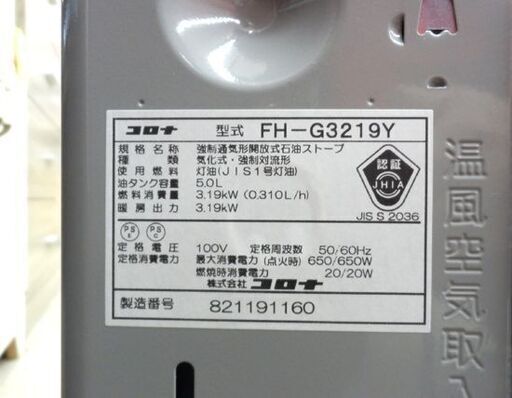 コロナ 型式 FH-G3219Y
規格名称 強制通気形開放式石油ストーブ
種類 気化式・強制対流形
使用燃料 灯油(JIS1号灯油)
油タンク容量 5.0L
燃料消費量 3.19kW (0.310L/h)
暖房出力 3.19kW
認証
JHIA
JIS S 2036
PS E PS C
定格電圧 100V 定格周波数 50/60Hz
定格消費電力 最大消費電力(点火時) 650/650W
燃焼時消費電力 20/20W
株式会社 コロナ
製造番号 821191160
温風空気取入